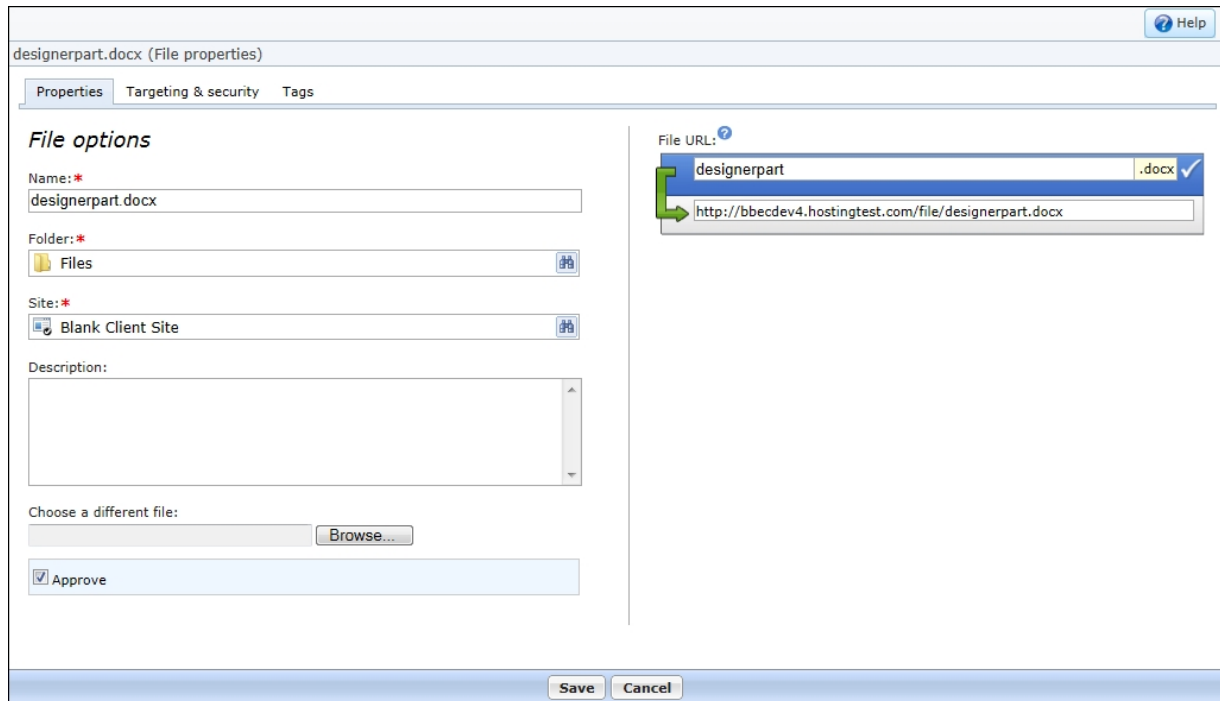 Help
designerpart.docx (File properties)
Properties Targeting & security Tags
File options
Name:*
designerpart.docx
Folder:*
Files
Site:*
Blank Client Site
Description:
Choose a different file:
Browse...
Approve
File URL:?
designerpart .docx
http://bbecdev4.hostingtest.com/file/designerpart.docx
Save Cancel